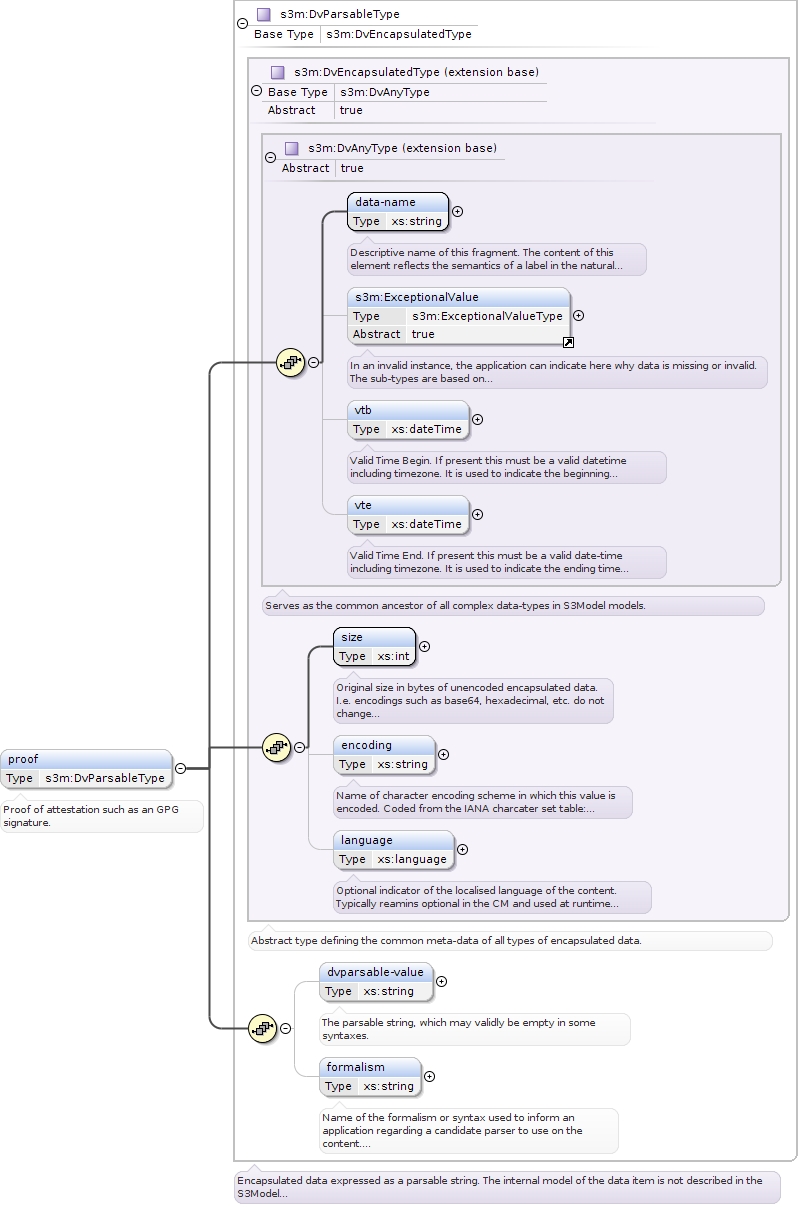 s3m:DvParsableType
Base Type s3m:DvEncapsulatedType
s3m:DvEncapsulatedType (extension base)
Base Type s3m:DvAnyType
Abstract true
s3m:DvAnyType (extension base)
Abstract true
data-name
Type xs:string
Descriptive name of this fragment. The content of this
element reflects the semantics of a label in the natural...
s3m:ExceptionalValue
Type s3m:ExceptionalValueType
Abstract true
In an invalid instance, the application can indicate here why data is missing or invalid.
The sub-types are based on...
vtb
Type xs:dateTime
Valid Time Begin. If present this must be a valid datetime
including timezone. It is used to indicate the beginning...
vte
Type xs:dateTime
Valid Time End. If present this must be a valid date-time
including timezone. It is used to indicate the ending time...
Serves as the common ancestor of all complex data-types in S3Model models.
size
Type xs:int
Original size in bytes of unencoded encapsulated data.
I.e. encodings such as base64, hexadecimal, etc. do not
change...
encoding
Type xs:string
Name of character encoding scheme in which this value is
encoded. Coded from the IANA charcater set table:...
language
Type xs:language
Optional indicator of the localised language of the content.
Typically reamins optional in the CM and used at runtime...
proof
Type s3m:DvParsableType
Proof of attestation such as an GPG
signature.
Abstract type defining the common meta-data of all types of encapsulated data.
dvparsable-value
Type xs:string
The parsable string, which may validly be empty in some
syntaxes.
formalism
Type xs:string
Name of the formalism or syntax used to inform an
application regarding a candidate parser to use on the
content....
Encapsulated data expressed as a parsable string. The internal model of the data item is not described in the
S3Model...